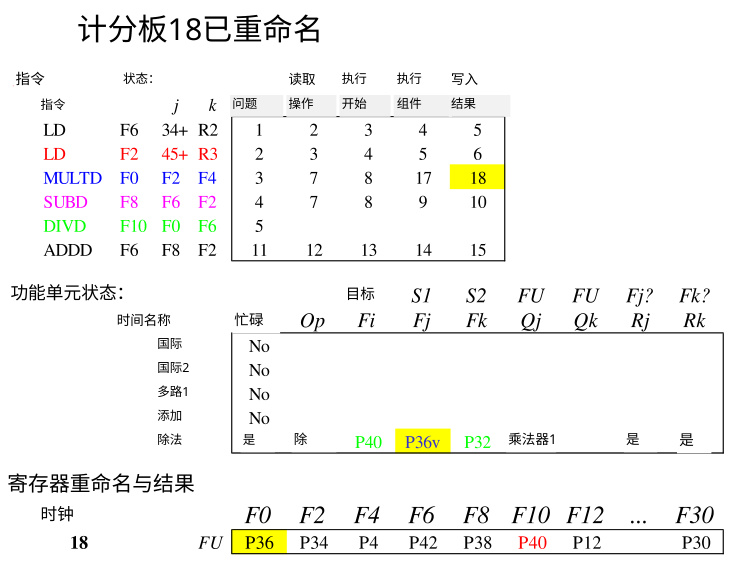 计分板18已重命名
指令 状态: 读取 执行 执行 写入
指令 j k 问题 操作 开始 组件 结果
LD F6 34+ R2 1 2 3 4 5
LD F2 45+ R3 2 3 4 5 6
MULTD F0 F2 F4 3 7 8 17 18
SUBD F8 F6 F2 4 7 8 9 10
DIVD F10 F0 F6 5
ADDD F6 F8 F2 11 12 13 14 15
功能单元状态: 目标 S1 S2 FU FU Fj? Fk?
时间名称 忙碌 Op Fi Fj Fk Qj Qk Rj Rk
国际 No
国际2 No
多路1 No
添加 No
除法 是 除 P40 P36v P32 乘法器1 是 是
寄存器重命名与结果
时钟 F0 F2 F4 F6 F8 F10 F12 ... F30
18 FU P36 P34 P4 P42 P38 P40 P12 P30